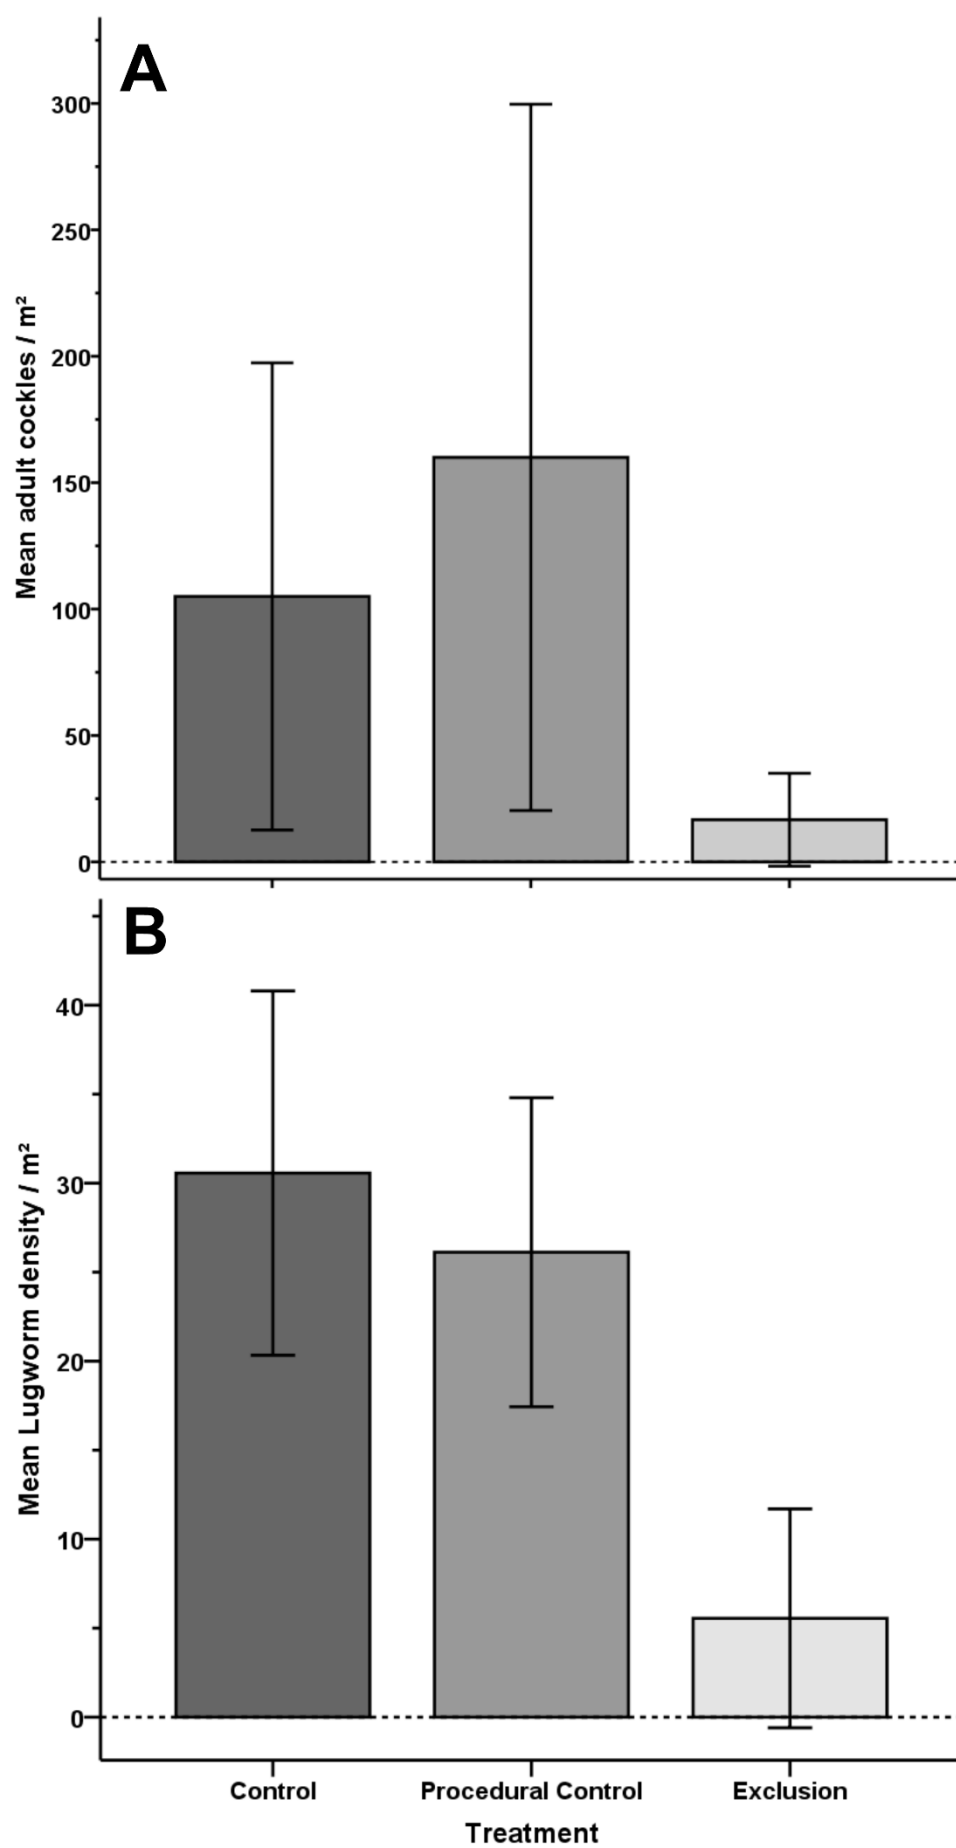 A
300
250
200
150
100
50
0
Mean adult cockles / m²
B
40
30
20
10
0
Mean Lugworm density / m²
Control Procedural Control Exclusion
Treatment